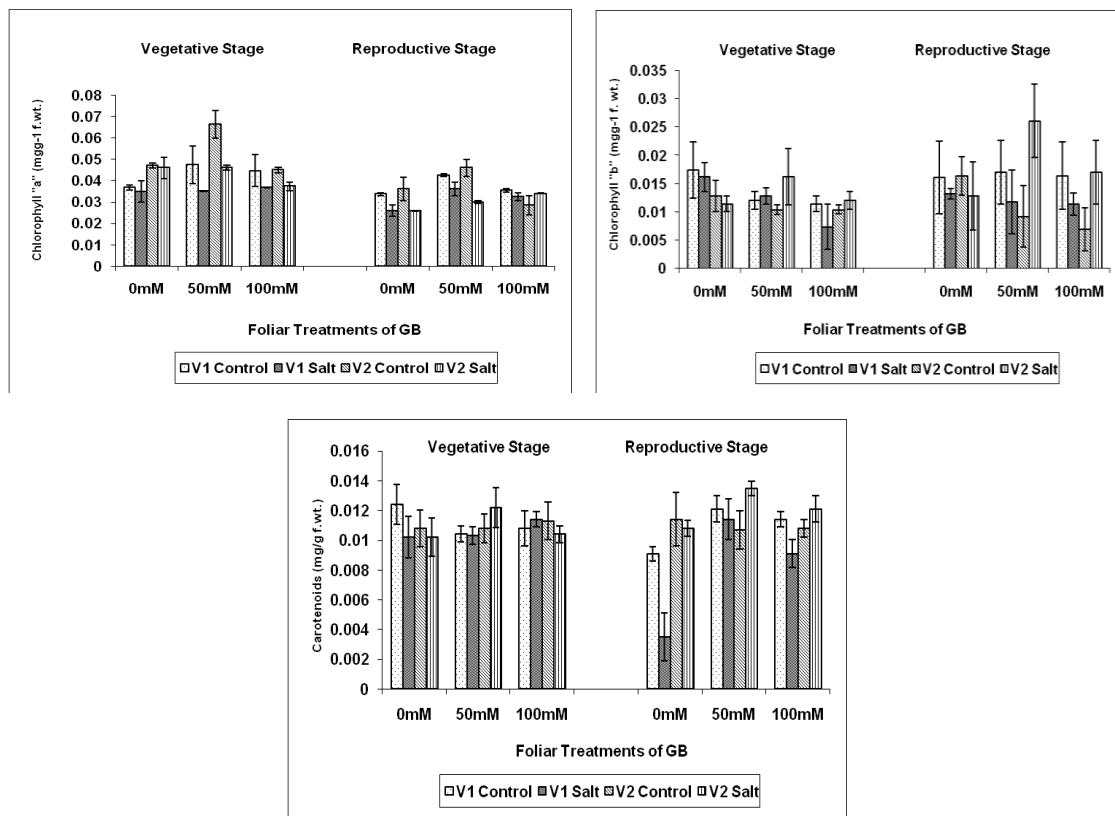 Vegetative Stage Reproductive Stage
Chlorophyll "a" (mgg-1 f.wt.)
0.08
0.07
0.06
0.05
0.04
0.03
0.02
0.01
0
0mM 50mM 100mM 0mM 50mM 100mM
Foliar Treatments of GB
V1 Control V1 Salt V2 Control V2 Salt
Vegetative Stage Reproductive Stage
Chlorophyll "b" (mgg-1 f.wt.)
0.035
0.03
0.025
0.02
0.015
0.01
0.005
0
0mM 50mM 100mM 0mM 50mM 100mM
Foliar Treatments of GB
V1 Control V1 Salt V2 Control V2 Salt
Vegetative Stage Reproductive Stage
Carotenoids (mg/g f.wt.)
0.016
0.014
0.012
0.01
0.008
0.006
0.004
0.002
0
0mM 50mM 100mM 0mM 50mM 100mM
Foliar Treatments of GB
V1 Control V1 Salt V2 Control V2 Salt